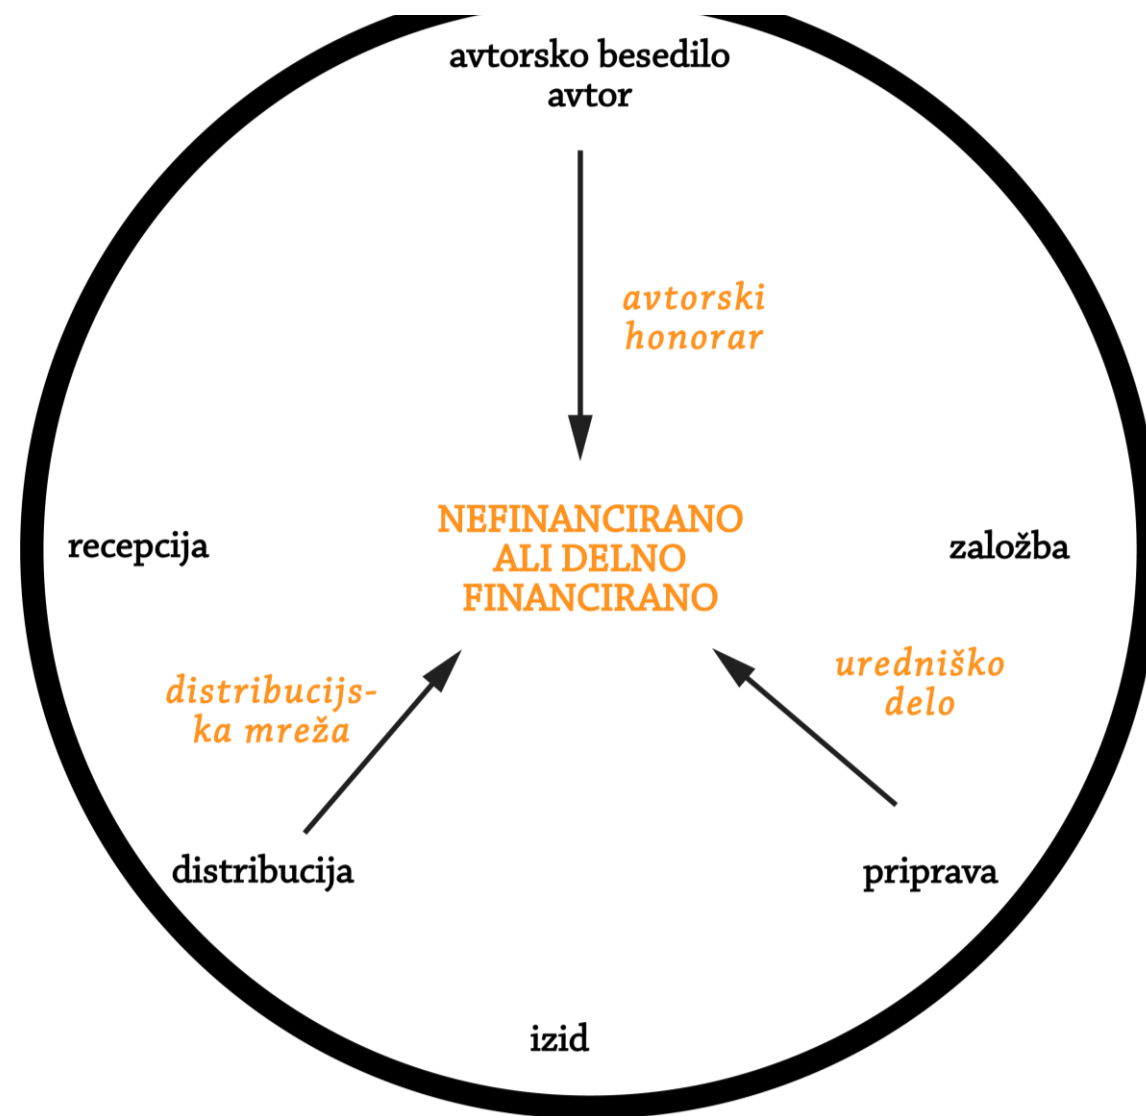 avtorsko besedilo
avtor
avtorski
honorar
NEFINANCIRANO
ALI DELNO
FINANCIRANO
recepcija
založba
uredniško
delo
distribucijs-
ka mreža
distribucija
priprava
izid